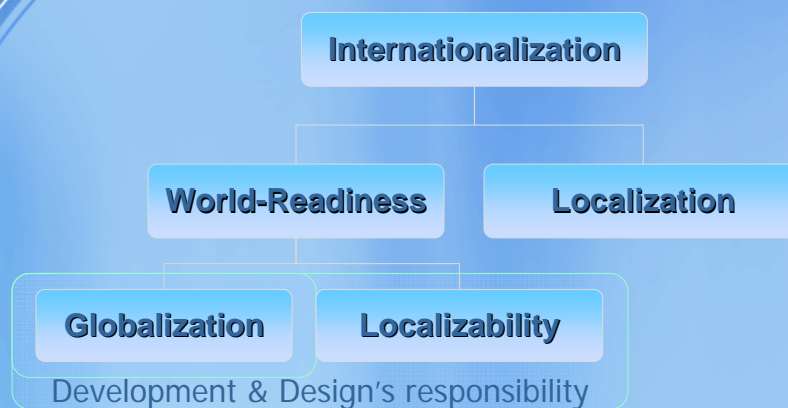 Internationalization
World-Readiness
Localization
Globalization
Localizability
Development & Design's responsibility